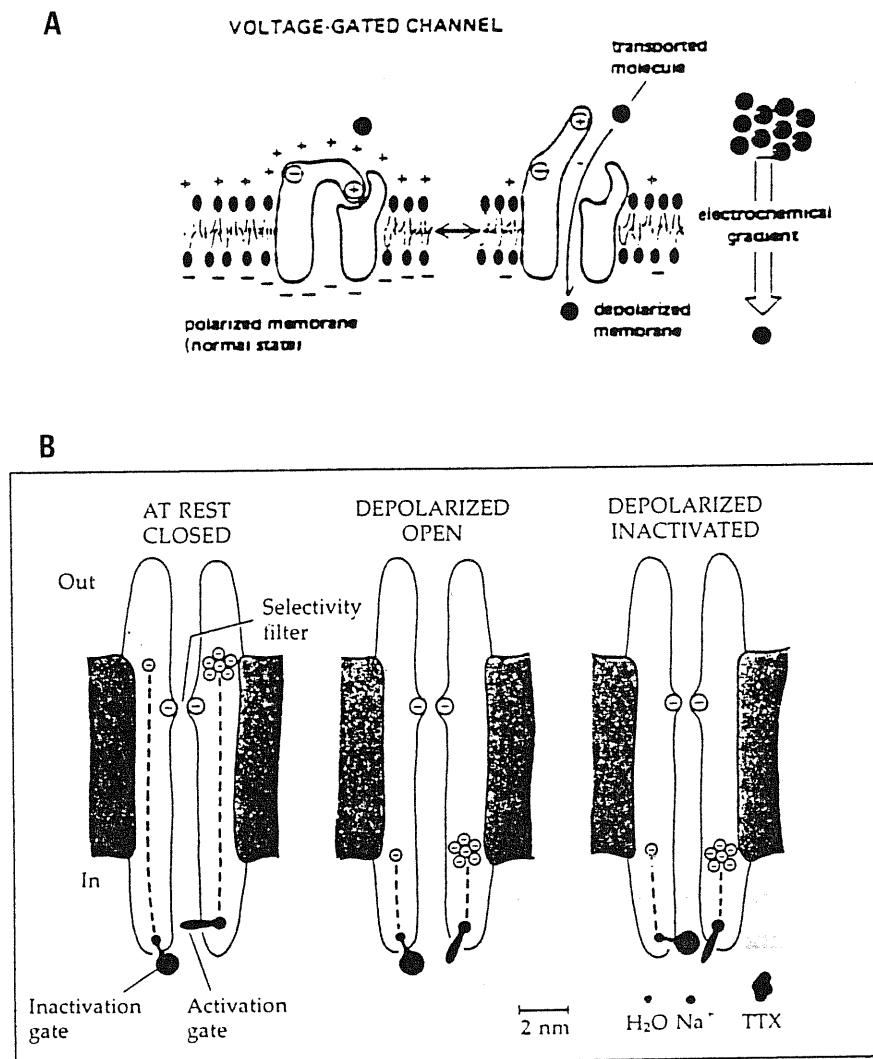 A
VOLTAGE-GATED CHANNEL
transported
molecule
electrochemical
gradient
polarized membrane
(normal state)
depolarized
membrane
B
AT REST
CLOSED
DEPOLARIZED
OPEN
DEPOLARIZED
INACTIVATED
Out
Selectivity
filter
In
Inactivation
gate
Activation
gate
2 nm
H₂O Na⁺ TTX